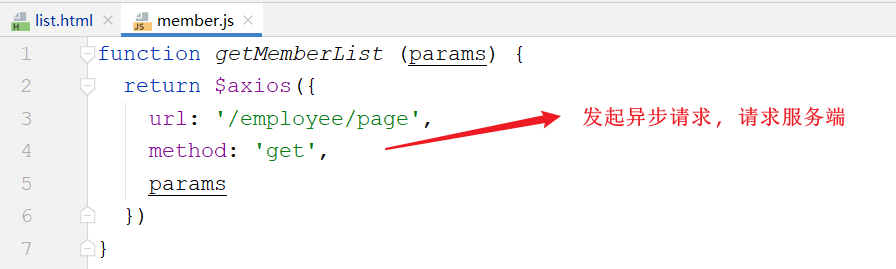 list.html member.js
1 function getMemberList (params) {
2 return $axios({
3 url: '/employee/page', 发起异步请求, 请求服务端
4 method: 'get',
5 params
6 })
7 }